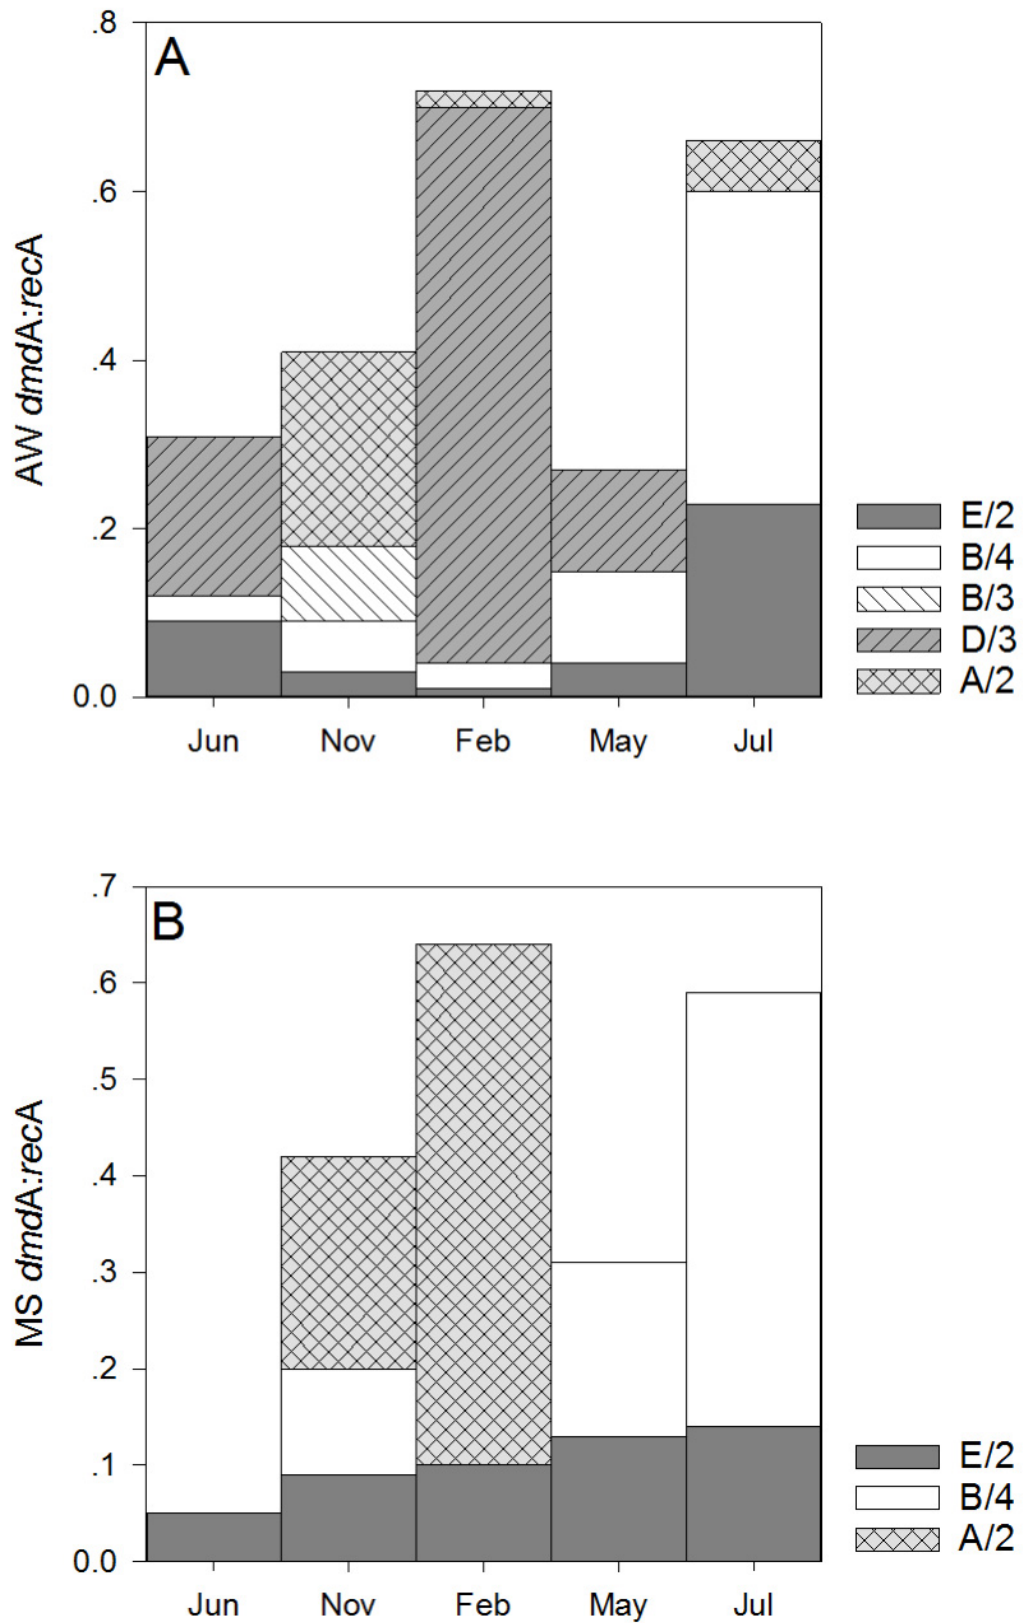 A
.8
.6
.4
.2
0.0
AW dmdA:recA
Jun Nov Feb May Jul
E/2
B/4
B/3
D/3
A/2
B
.7
.6
.5
.4
.3
.2
.1
0.0
MS dmdA:recA
Jun Nov Feb May Jul
E/2
B/4
A/2